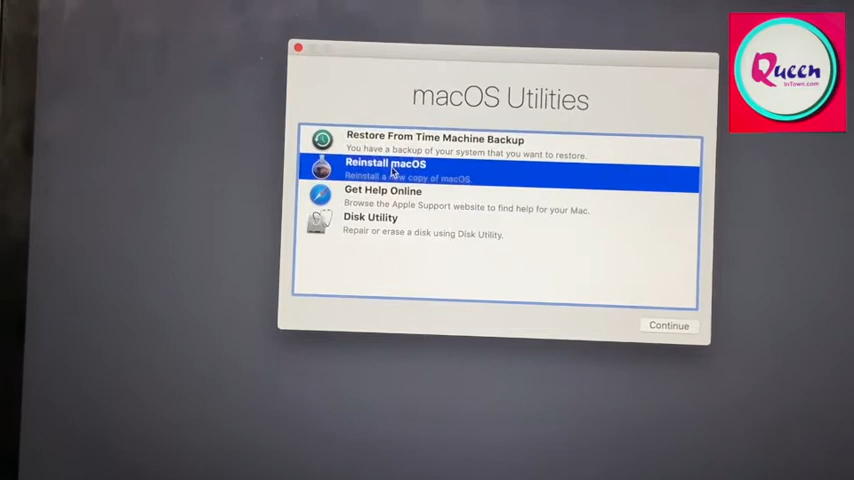 Queen
InTown.com
macOS Utilities
Restore From Time Machine Backup
You have a backup of your system that you want to restore.
Reinstall macOS
Reinstall a new copy of macOS.
Get Help Online
Browse the Apple Support website to find help for your Mac.
Disk Utility
Repair or erase a disk using Disk Utility.
Continue